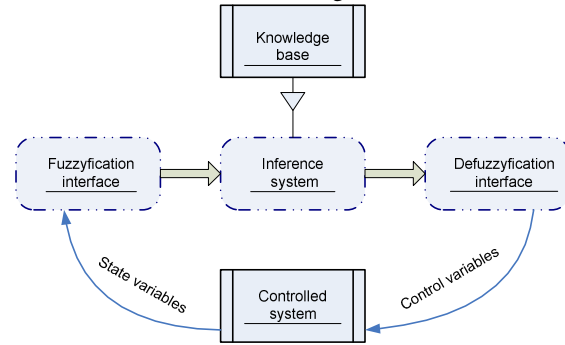 Knowledge
base
Fuzzyfication
interface
Inference
system
Defuzzyfication
interface
State variables
Control variables
Controlled
system